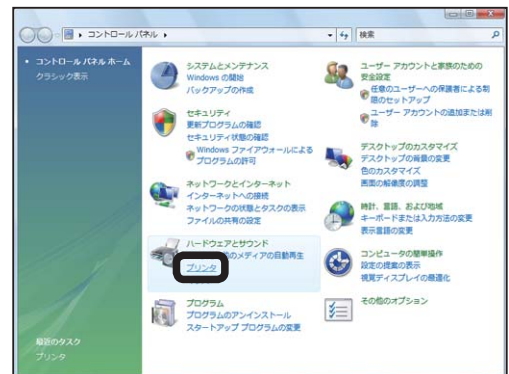 コントロール パネル
検索
コントロール パネル ホーム
クラシック表示
システムとメンテナンス
Windows の開始
バックアップの作成
セキュリティ
更新プログラムの確認
セキュリティ状態の確認
Windows ファイアウォールによる
プログラムの許可
ネットワークとインターネット
インターネットへの接続
ネットワークの状態とタスクの表示
ファイルの共有の設定
ハードウェアとサウンド
のメディアの自動再生
プリンタ
プログラム
プログラムのアンインストール
スタートアップ プログラムの変更
ユーザー アカウントと家族のための
安全設定
任意のユーザーへの保護者による制
限のセットアップ
ユーザー アカウントの追加または削
除
デスクトップのカスタマイズ
デスクトップの背景の変更
色のカスタマイズ
画面の解像度の調整
時計、言語、および地域
キーボードまたは入力方法の変更
表示言語の変更
コンピュータの簡単操作
設定の提案の表示
視覚ディスプレイの最適化
その他のオプション
最近のタスク
プリンタ